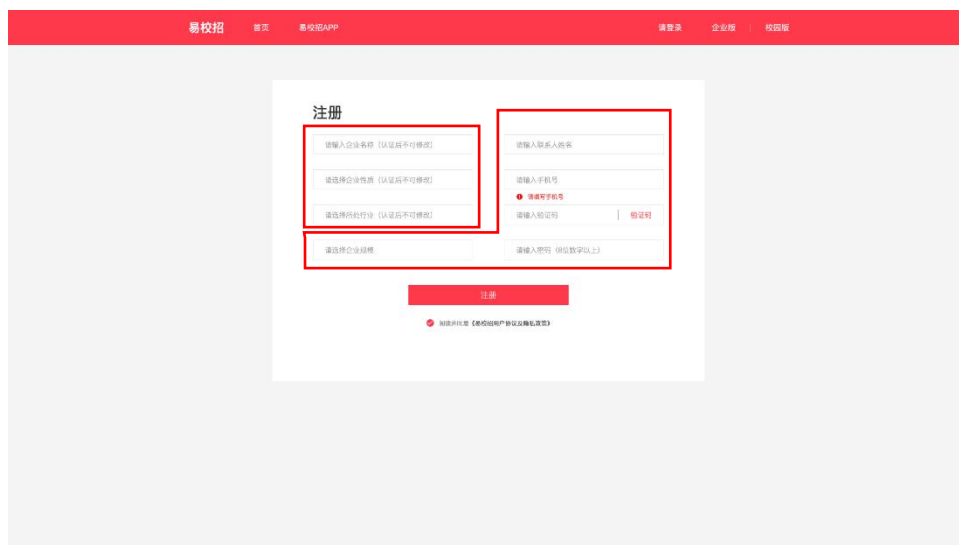 易校招 首页 易校招APP 请登录 企业版 | 校园版
注册
请输入企业名称（认证后不可修改） 请输入联系人姓名
请选择企业性质（认证后不可修改） 请输入手机号
请填写手机号
请选择所处行业（认证后不可修改） 请输入验证码 | 验证码
请选择企业规模 请输入密码（8位数字以上）
注册
阅读并同意《易校招用户协议及隐私政策》